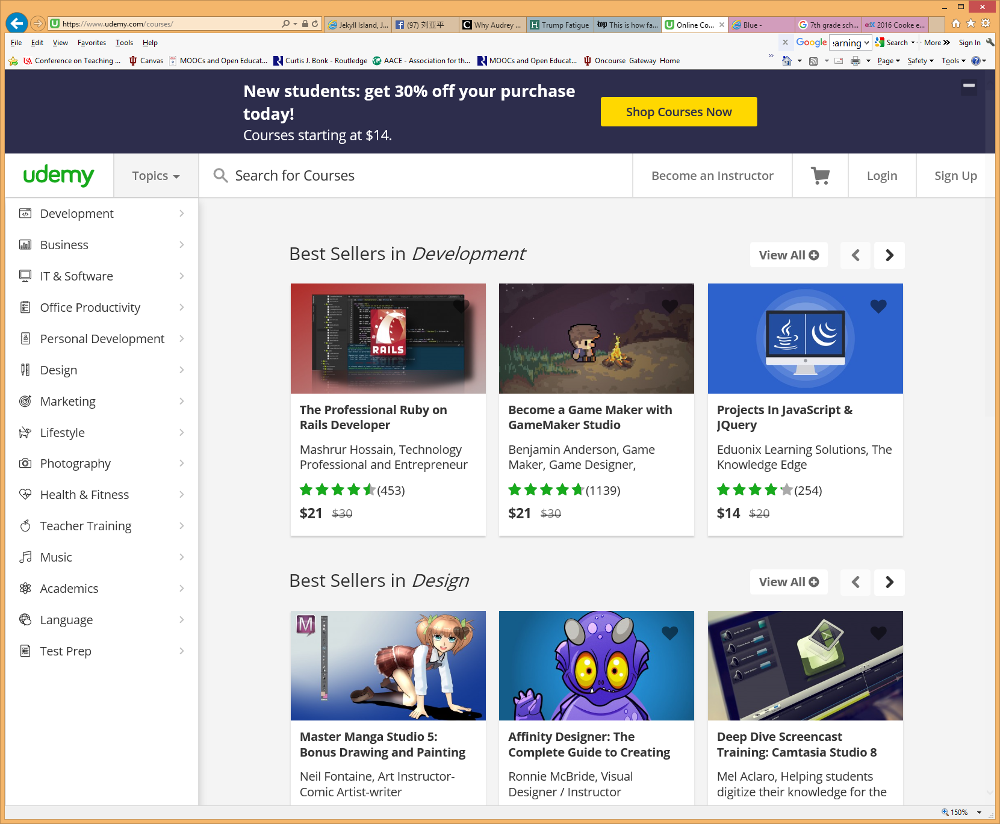 https://www.udemy.com/courses/
Jekyll Island, J...
(97) 刘亚平
Why Audrey ...
Trump Fatigue
This is how fa...
Online Co...
Blue -
7th grade sch...
2016 Cooke e...
File Edit View Favorites Tools Help
Google
earning
Search
More »
Sign In
Conference on Teaching ...
Canvas
MOOCs and Open Educat...
Curtis J. Bonk - Routledge
AACE - Association for th...
MOOCs and Open Educat...
Oncourse
Gateway
Home
»
Page
Safety
Tools
New students: get 30% off your purchase
today!
Courses starting at $14.
Shop Courses Now
udemy
Topics
Search for Courses
Become an Instructor
Login
Sign Up
Development
Business
IT & Software
Office Productivity
Personal Development
Design
Marketing
Lifestyle
Photography
Health & Fitness
Teacher Training
Music
Academics
Language
Test Prep
Best Sellers in Development
View All
RAILS
The Professional Ruby on
Rails Developer
Mashrur Hossain, Technology
Professional and Entrepreneur
(453)
$21 $30
Become a Game Maker with
GameMaker Studio
Benjamin Anderson, Game
Maker, Game Designer,
(1139)
$21 $30
Projects In JavaScript &
JQuery
Eduonix Learning Solutions, The
Knowledge Edge
(254)
$14 $20
Best Sellers in Design
View All
M
Master Manga Studio 5:
Bonus Drawing and Painting
Neil Fontaine, Art Instructor-
Comic Artist-writer
Affinity Designer: The
Complete Guide to Creating
Ronnie McBride, Visual
Designer / Instructor
Deep Dive Screencast
Training: Camtasia Studio 8
Mel Aclaro, Helping students
digitize their knowledge for the
150%